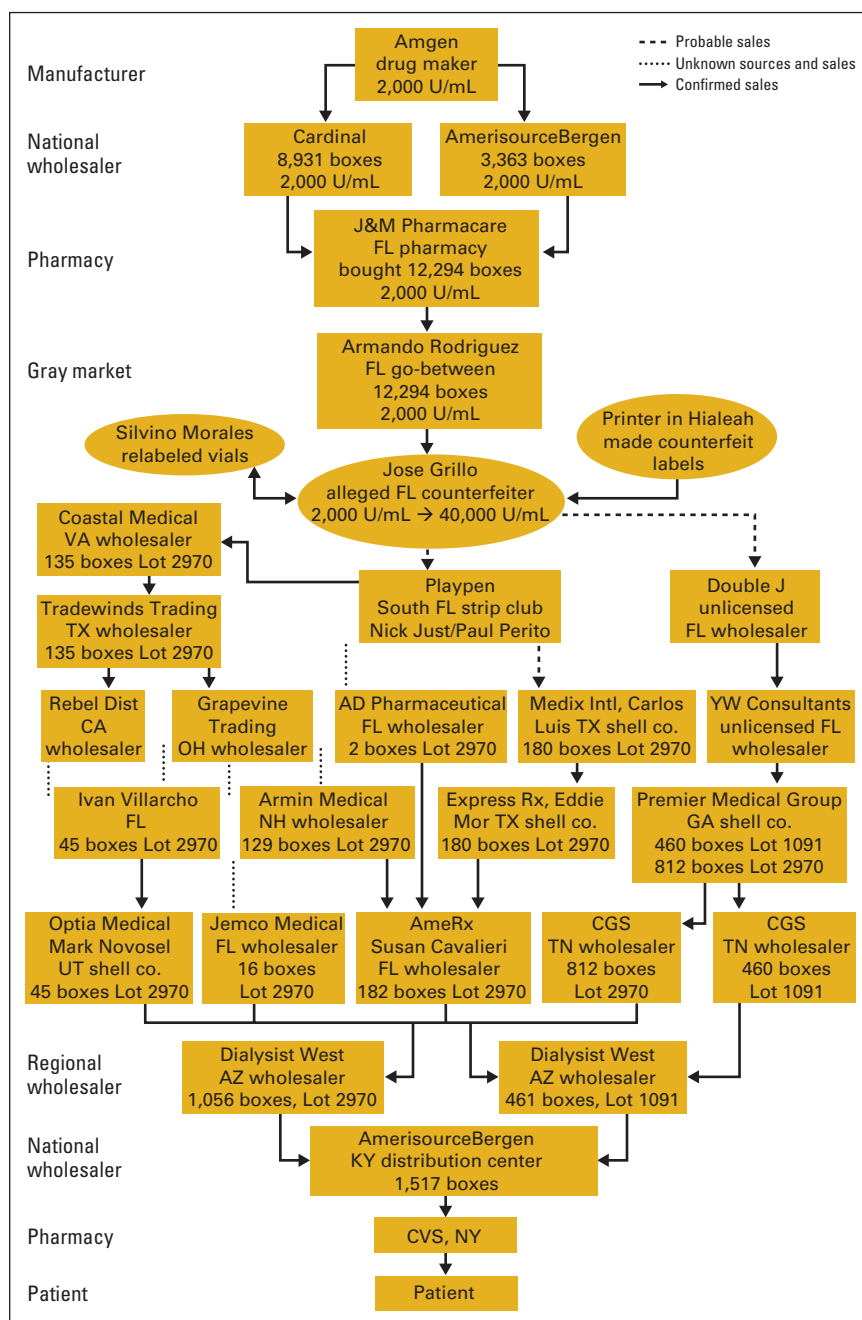 Amgen
drug maker
2,000 U/mL
Probable sales
Unknown sources and sales
Confirmed sales
Manufacturer
National
wholesaler
Cardinal
8,931 boxes
2,000 U/mL
AmerisourceBergen
3,363 boxes
2,000 U/mL
Pharmacy
J&M Pharmacare
FL pharmacy
bought 12,294 boxes
2,000 U/mL
Gray market
Armando Rodriguez
FL go-between
12,294 boxes
2,000 U/mL
Silvino Morales
relabeled vials
Printer in Hialeah
made counterfeit
labels
Jose Grillo
alleged FL counterfeiter
2,000 U/mL → 40,000 U/mL
Coastal Medical
VA wholesaler
135 boxes Lot 2970
Playpen
South FL strip club
Nick Just/Paul Perito
Double J
unlicensed
FL wholesaler
Tradewinds Trading
TX wholesaler
135 boxes Lot 2970
Rebel Dist
CA
wholesaler
Grapevine
Trading
OH wholesaler
AD Pharmaceutical
FL wholesaler
2 boxes Lot 2970
Medix Intl, Carlos
Luis TX shell co.
180 boxes Lot 2970
YW Consultants
unlicensed FL
wholesaler
Ivan Villarcho
FL
45 boxes Lot 2970
Armin Medical
NH wholesaler
129 boxes Lot 2970
Express Rx, Eddie
Mor TX shell co.
180 boxes Lot 2970
Premier Medical Group
GA shell co.
460 boxes Lot 1091
812 boxes Lot 2970
Optia Medical
Mark Novosel
UT shell co.
45 boxes Lot 2970
Jemco Medical
FL wholesaler
16 boxes
Lot 2970
AmeRx
Susan Cavalieri
FL wholesaler
182 boxes Lot 2970
CGS
TN wholesaler
812 boxes
Lot 2970
CGS
TN wholesaler
460 boxes
Lot 1091
Regional
wholesaler
Dialysist West
AZ wholesaler
1,056 boxes, Lot 2970
Dialysist West
AZ wholesaler
461 boxes, Lot 1091
National
wholesaler
AmerisourceBergen
KY distribution center
1,517 boxes
Pharmacy
CVS, NY
Patient
Patient